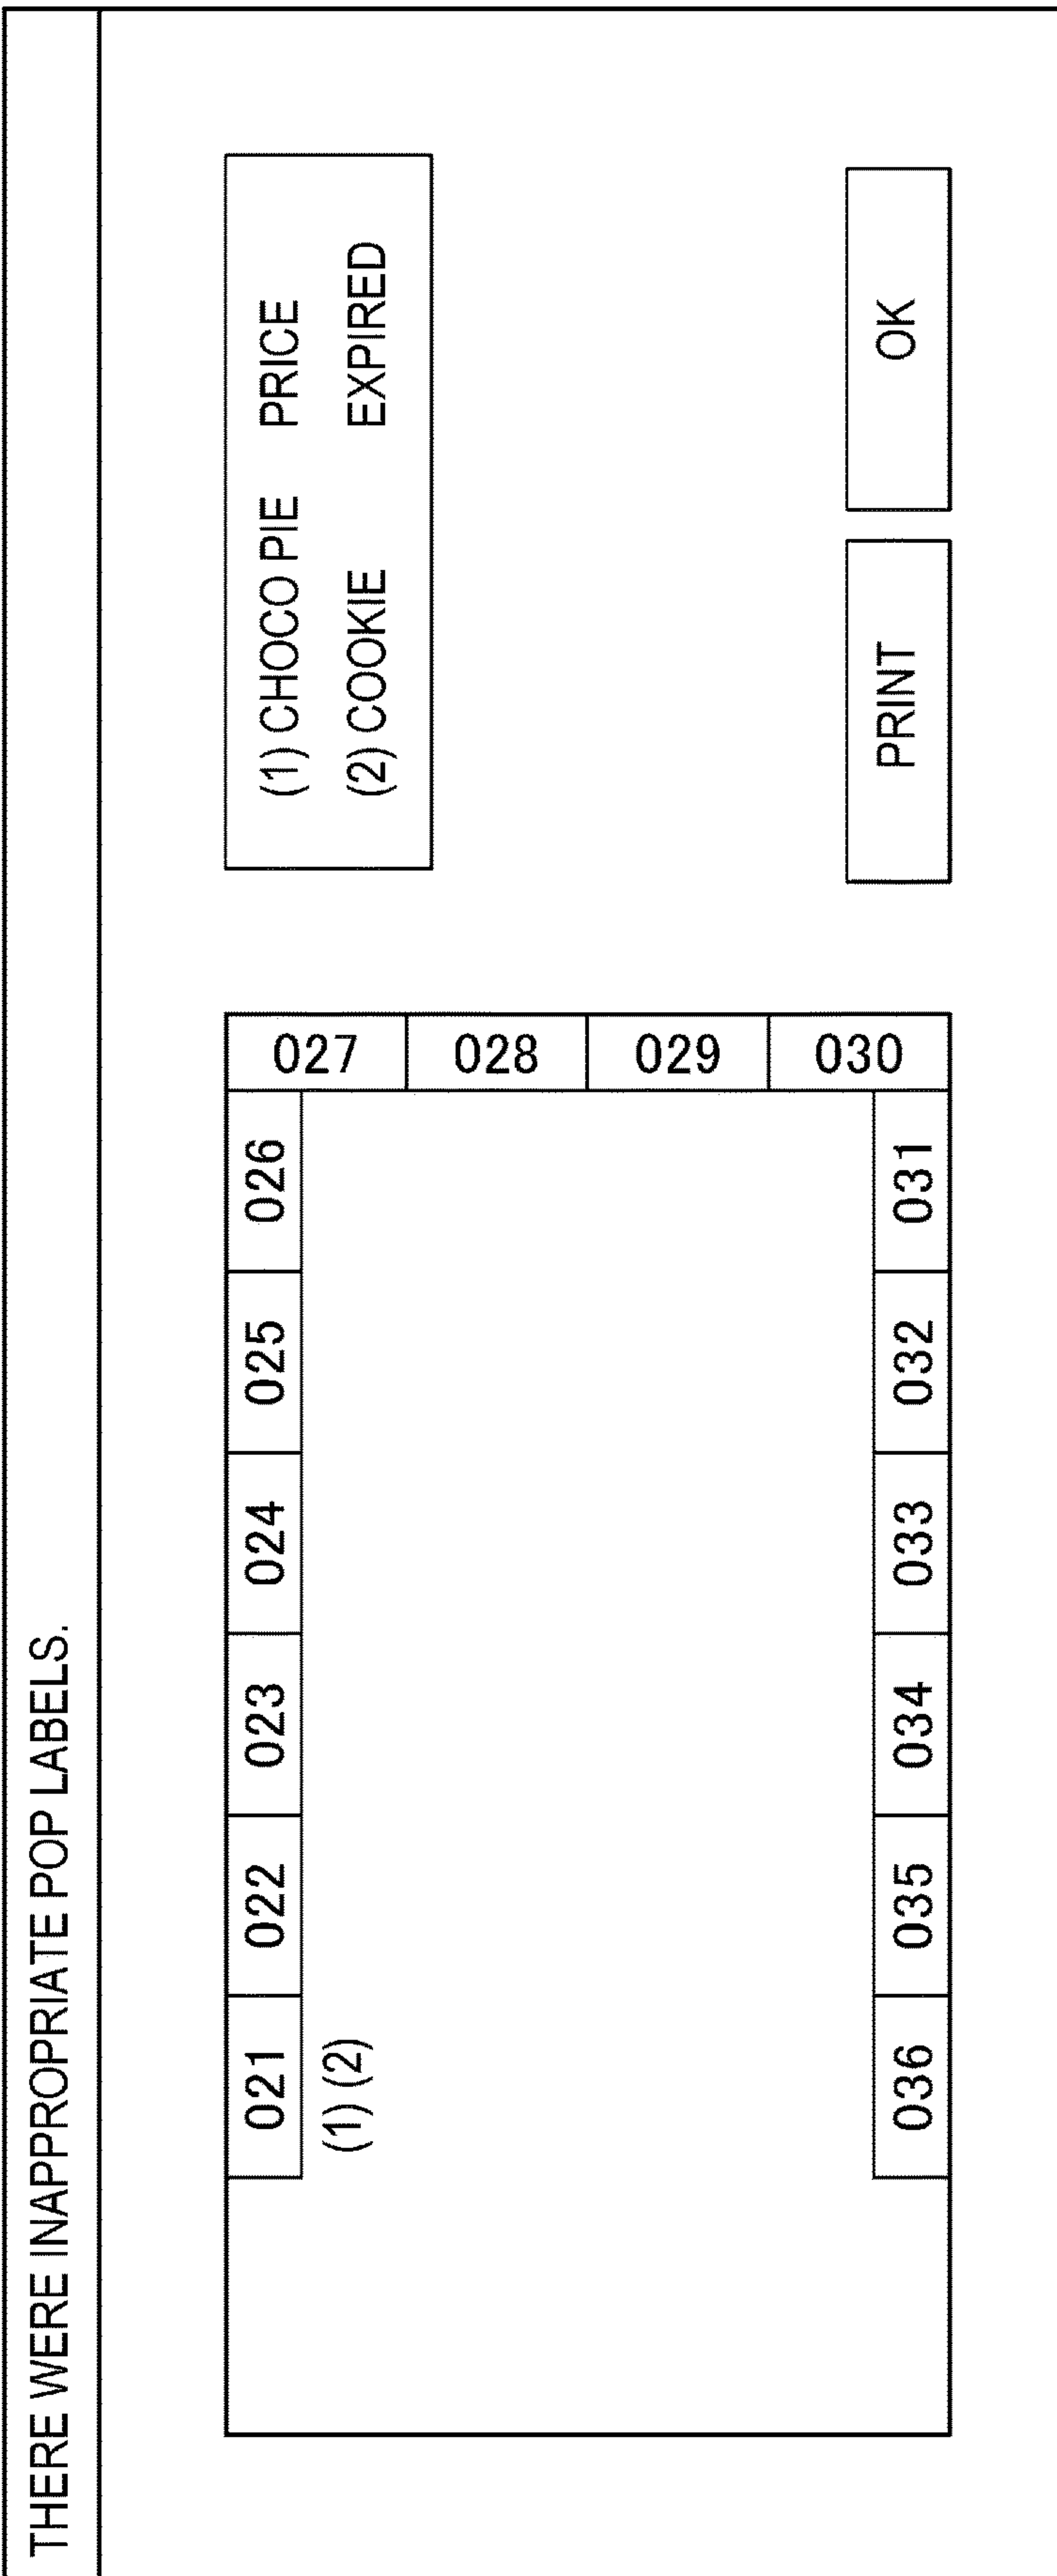 THERE WERE INAPPROPRIATE POP LABELS.
021 022 023 024 025 026
027
028
029
030
(1) (2)
036 035 034 033 032 031
(1) CHOCO PIE PRICE
(2) COOKIE EXPIRED
PRINT
OK